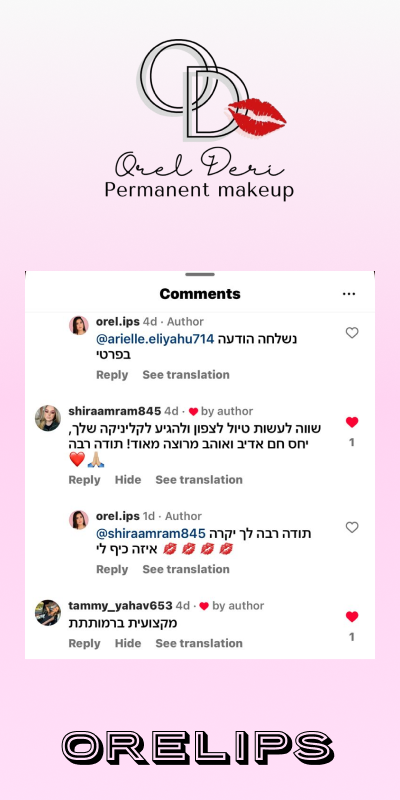 OD
Orel Deri
Permanent makeup
Comments
orel.ips 4d · Author
@arielle.eliyahu714 נשלחה הודעה
בפרטי
Reply See translation
shiraamram845 4d · ❤️ by author
שווה לעשות טיול לצפון ולהגיע לקליניקה שלך,
יחס חם אדיב ואוהב מרוצה מאוד! תודה רבה
❤️🙏🏼
1
Reply Hide See translation
orel.ips 1d · Author
@shiraamram845 תודה רבה לך יקרה
איזה כיף לי 💋💋💋💋
Reply See translation
tammy_yahav653 4d · ❤️ by author
מקצועית ברמותתת
1
Reply Hide See translation
ORELIPS